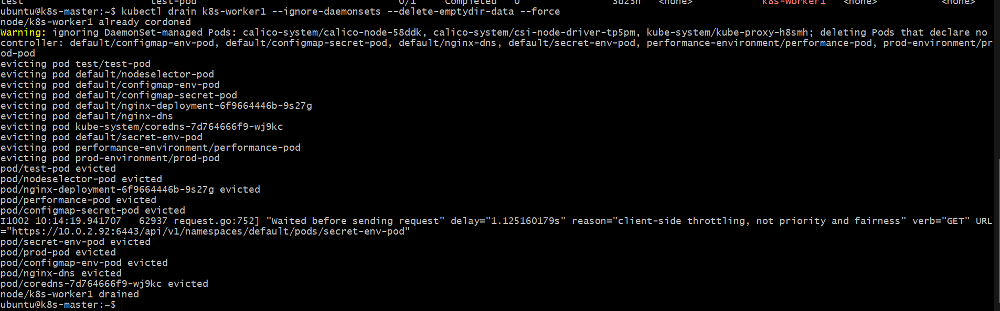 test test-pod 0/1 Completed 0 3d23h <none> k8s-worker1 <none> <none>
ubuntu@k8s-master:~$ kubectl drain k8s-worker1 --ignore-daemonsets --delete-emptydir-data --force
node/k8s-worker1 already cordoned
Warning: ignoring DaemonSet-managed Pods: calico-system/calico-node-58ddk, calico-system/csi-node-driver-tp5pm, kube-system/kube-proxy-h8smh; deleting Pods that declare no
controller: default/configmap-env-pod, default/configmap-secret-pod, default/nginx-dns, default/secret-env-pod, performance-environment/performance-pod, prod-environment/pr
od-pod
evicting pod test/test-pod
evicting pod default/nodeselector-pod
evicting pod default/configmap-env-pod
evicting pod default/configmap-secret-pod
evicting pod default/nginx-deployment-6f9664446b-9s27g
evicting pod default/nginx-dns
evicting pod kube-system/coredns-7d764666f9-wj9kc
evicting pod default/secret-env-pod
evicting pod performance-environment/performance-pod
evicting pod prod-environment/prod-pod
pod/test-pod evicted
pod/nodeselector-pod evicted
pod/nginx-deployment-6f9664446b-9s27g evicted
pod/performance-pod evicted
pod/configmap-secret-pod evicted
I1002 10:14:19.941707   62937 request.go:752] "Waited before sending request" delay="1.125160179s" reason="client-side throttling, not priority and fairness" verb="GET" URL
="https://10.0.2.92:6443/api/v1/namespaces/default/pods/secret-env-pod"
pod/secret-env-pod evicted
pod/prod-pod evicted
pod/configmap-env-pod evicted
pod/nginx-dns evicted
pod/coredns-7d764666f9-wj9kc evicted
node/k8s-worker1 drained
ubuntu@k8s-master:~$